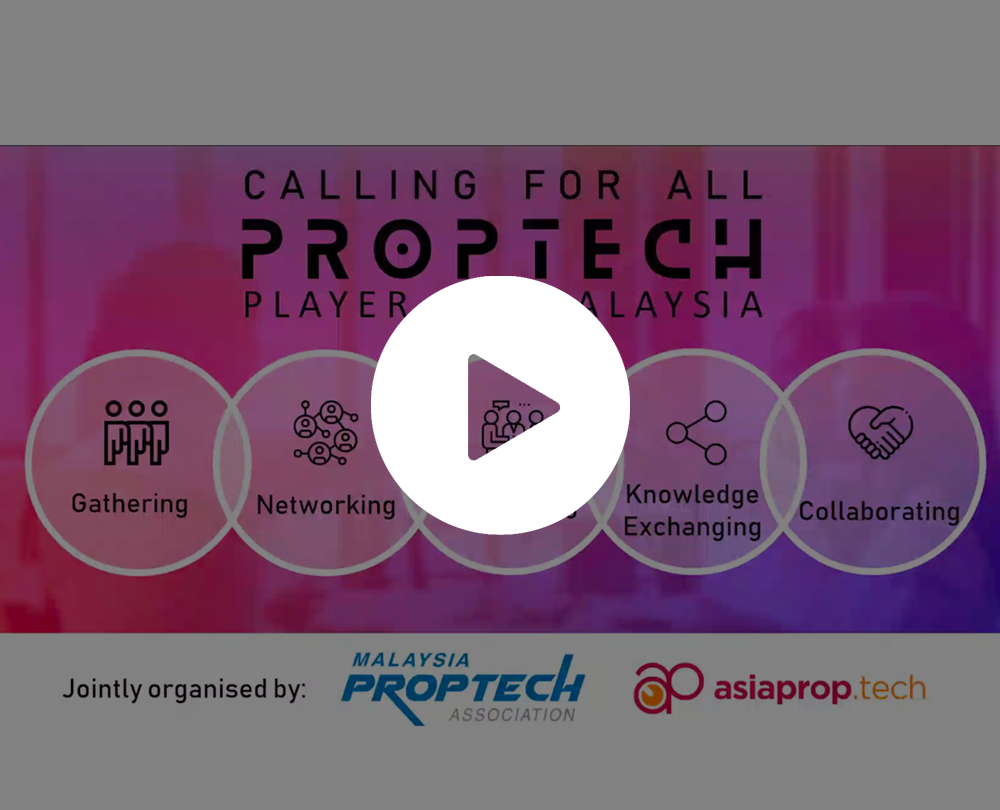 CALLING FOR ALL
PROPTECH
PLAYER ALAYSIA
Gathering
Networking
Knowledge
Exchanging
Collaborating
Jointly organised by:
MALAYSIA
PROPTECH
ASSOCIATION
ap asiaprop.tech